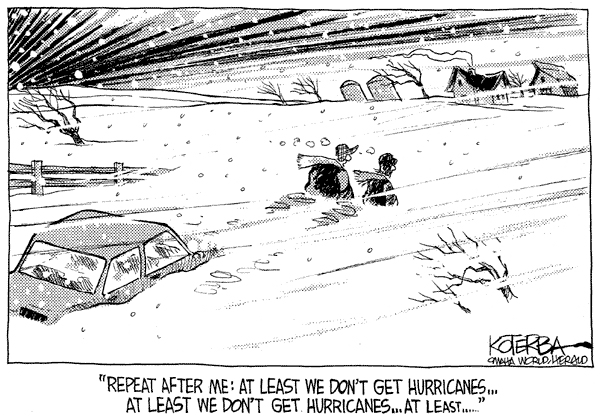 KOTERBA
OMAHA WORLD-HERALD
"REPEAT AFTER ME: AT LEAST WE DON'T GET HURRICANES...
AT LEAST WE DON'T GET HURRICANES...AT LEAST....."